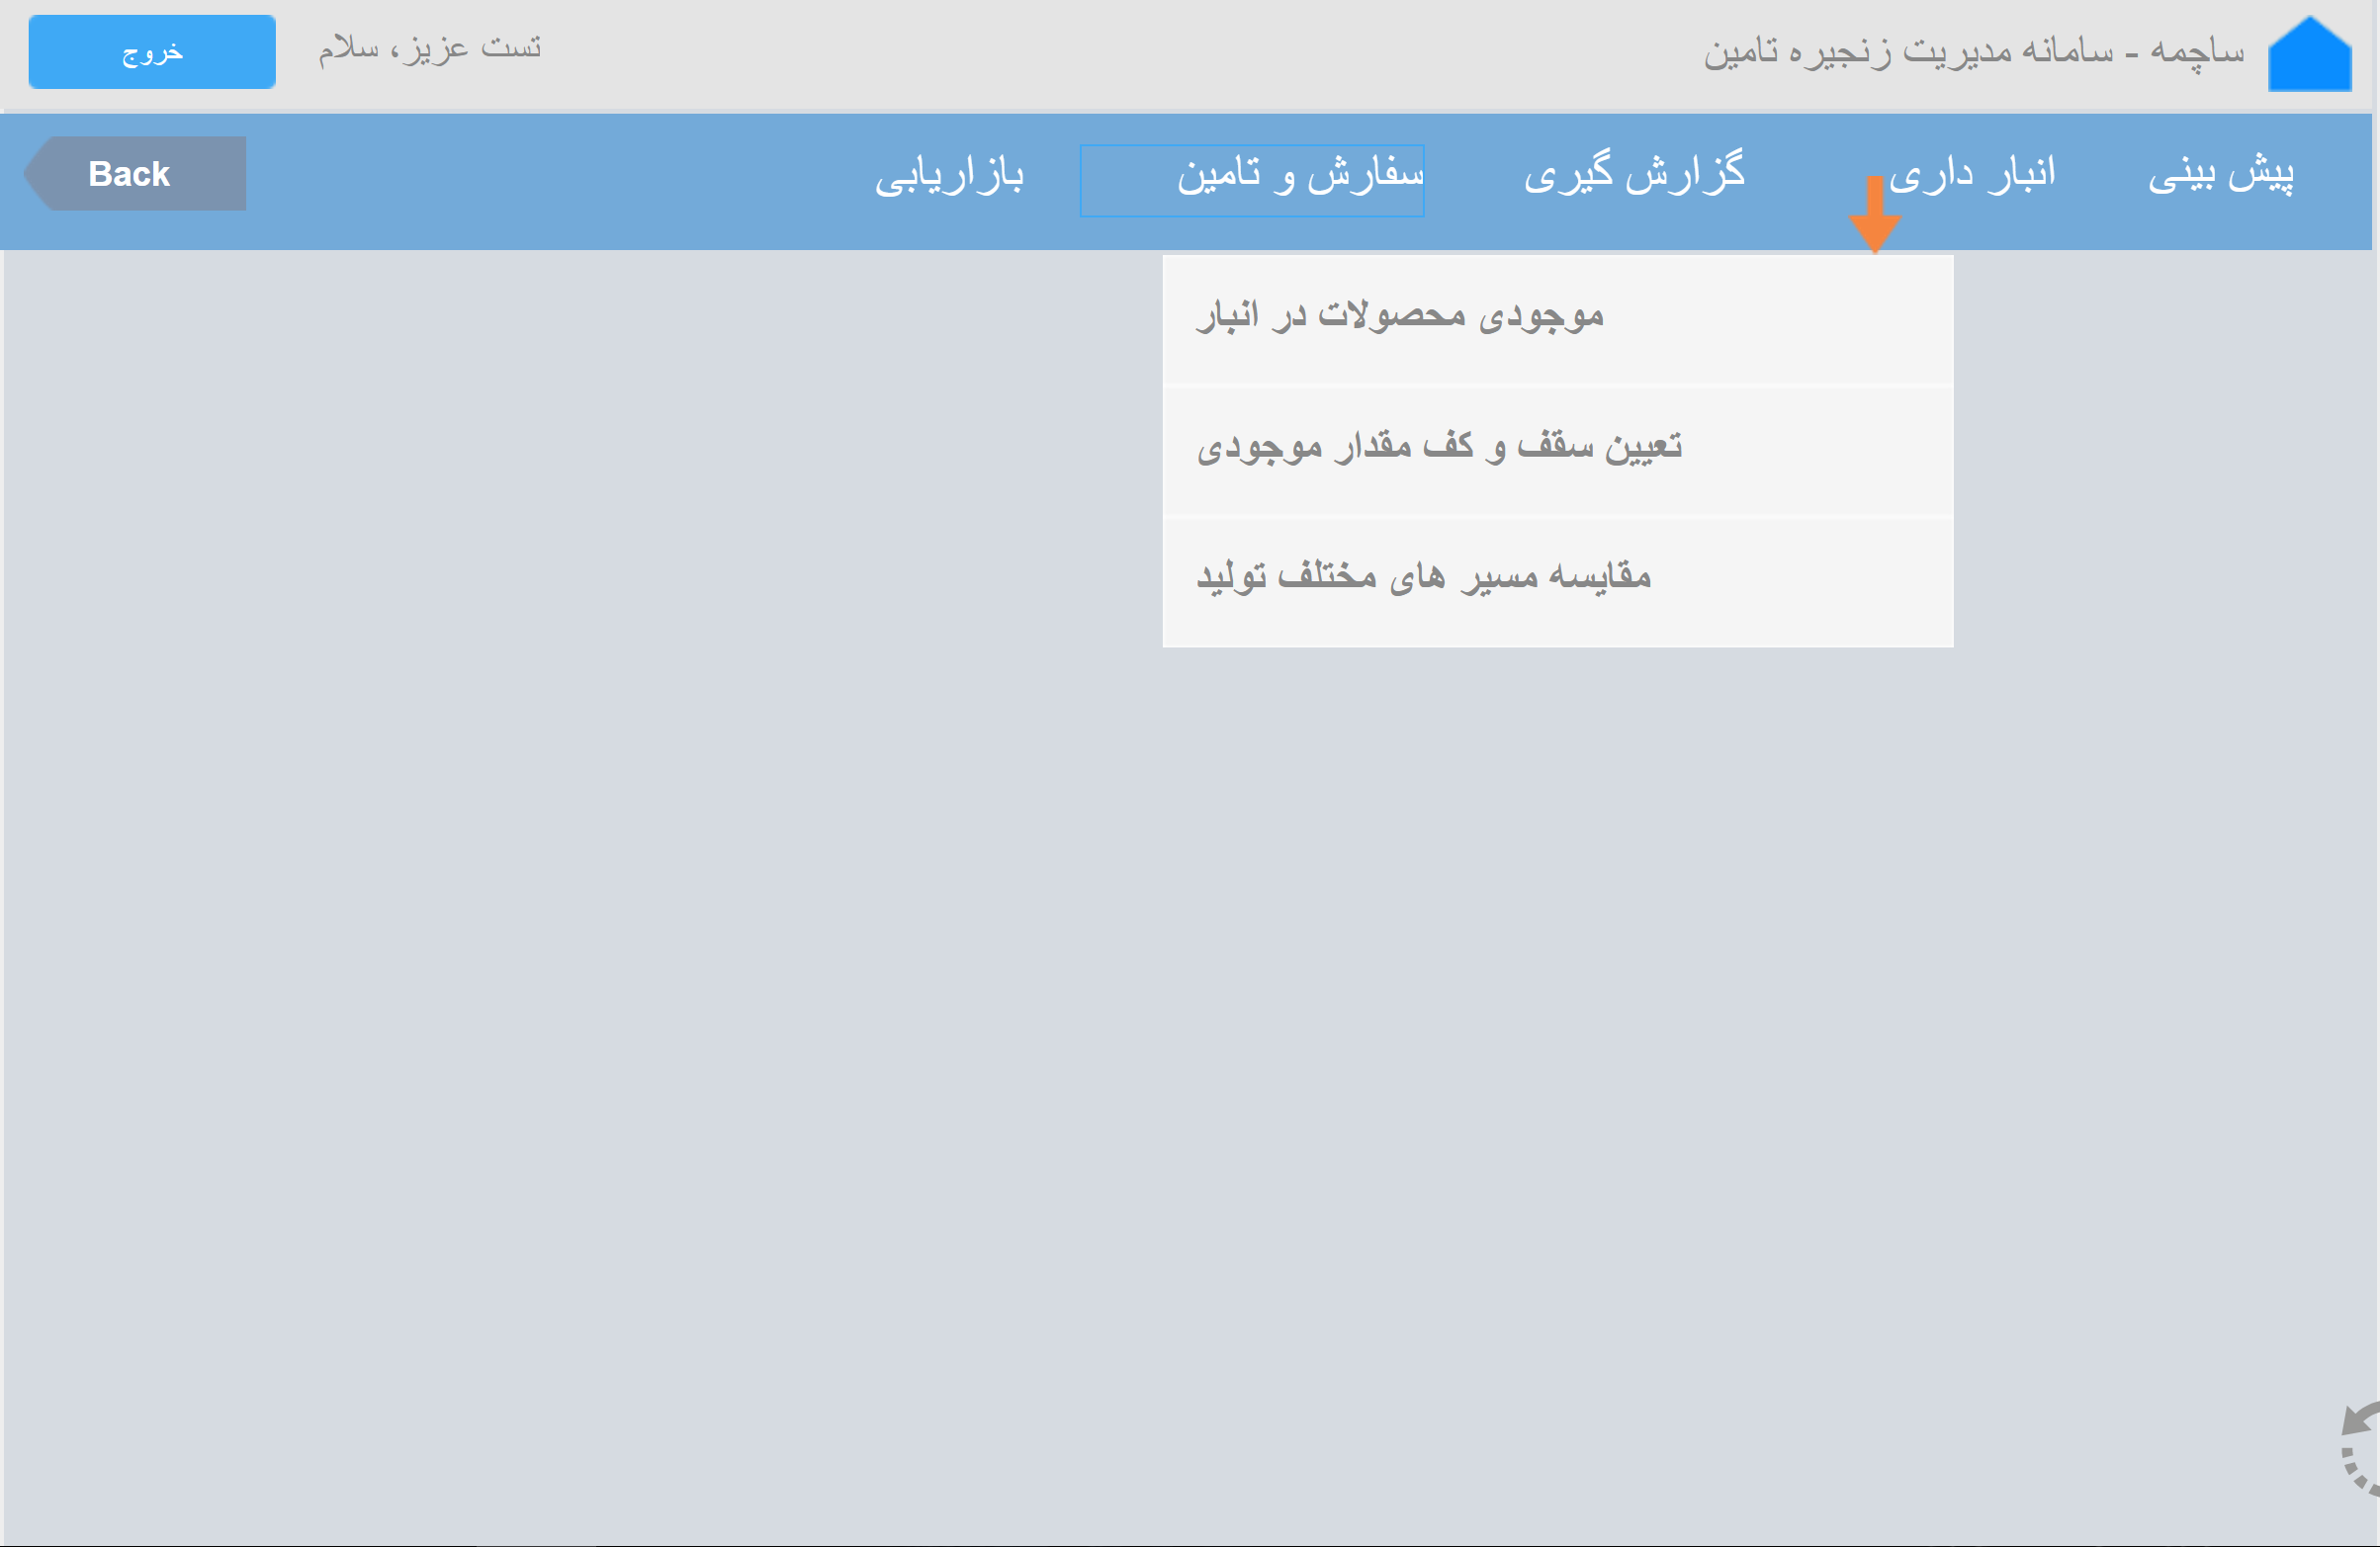 ساچمه - سامانه مدیریت زنجیره تامین
تست عزیز، سلام
خروج
پیش بینی
انبار داری
گزارش گیری
سفارش و تامین
بازاریابی
Back
موجودی محصولات در انبار
تعیین سقف و کف مقدار موجودی
مقایسه مسیر های مختلف تولید